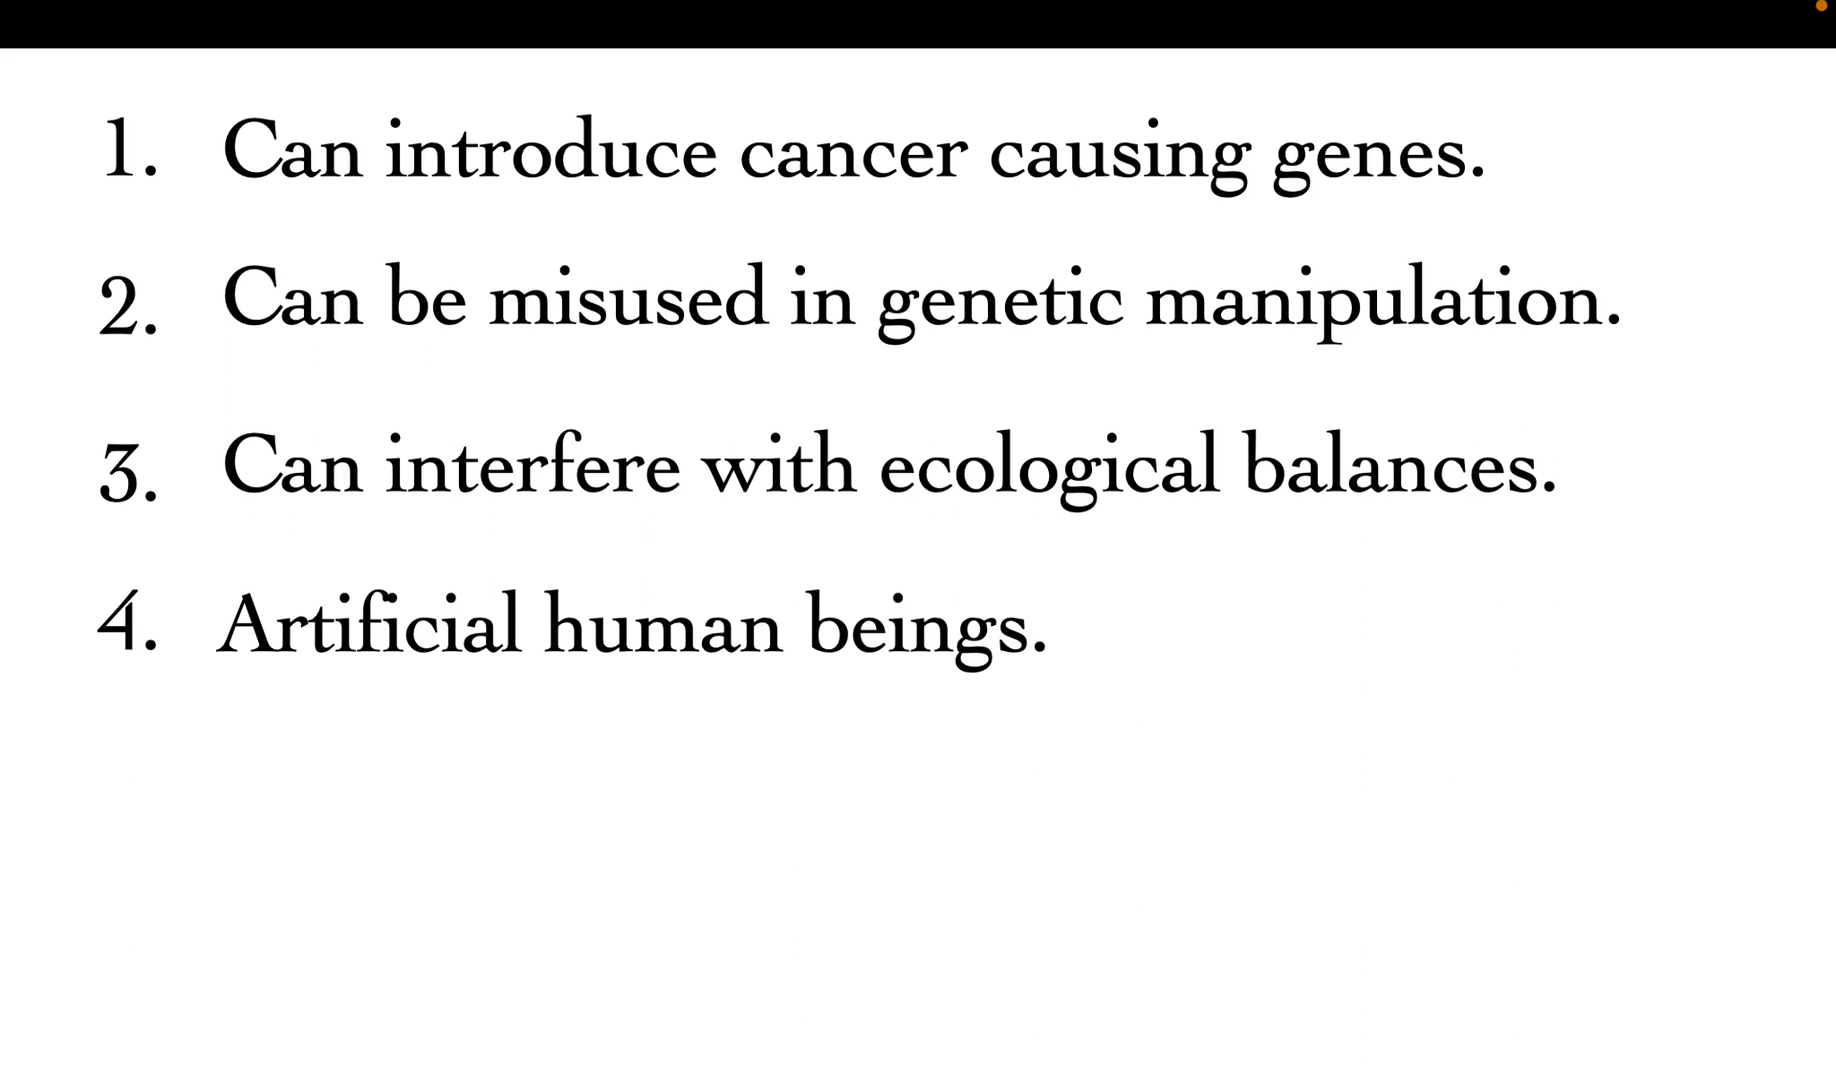 1. Can introduce cancer causing genes.
2. Can be misused in genetic manipulation.
3. Can interfere with ecological balances.
4. Artificial human beings.